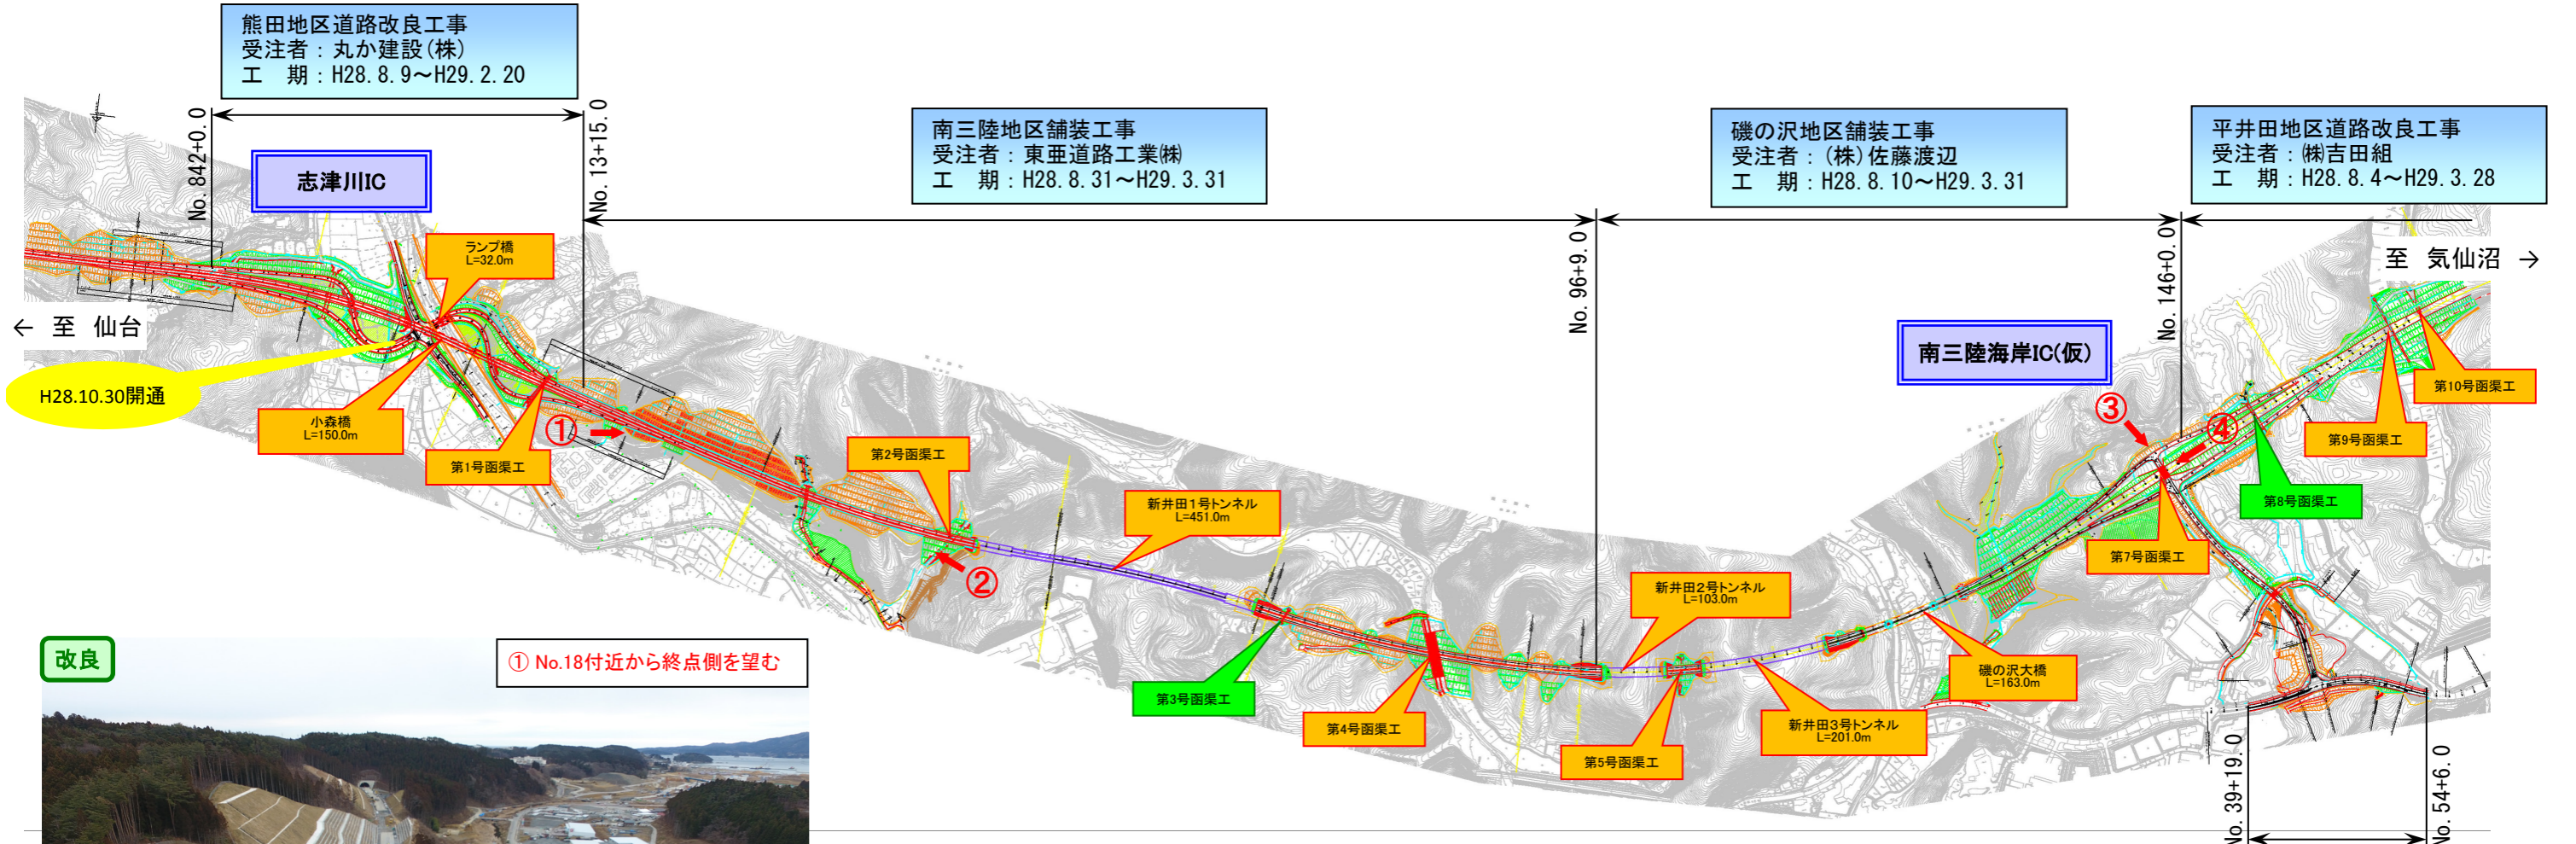 熊田地区道路改良工事
受注者：丸か建設(株)
工　期：H28.8.9～H29.2.20
南三陸地区舗装工事
受注者：東亜道路工業㈱
工　期：H28.8.31～H29.3.31
磯の沢地区舗装工事
受注者：(株)佐藤渡辺
工　期：H28.8.10～H29.3.31
平井田地区道路改良工事
受注者：㈱吉田組
工　期：H28.8.4～H29.3.28
No.842+0.0
No.13+15.0
No.96+9.0
No.146+0.0
志津川IC
南三陸海岸IC(仮)
至 気仙沼 →
← 至 仙台
H28.10.30開通
ランプ橋
L=32.0m
小森橋
L=150.0m
第1号函渠工
①
第2号函渠工
②
新井田1号トンネル
L=451.0m
第3号函渠工
第4号函渠工
新井田2号トンネル
L=103.0m
第5号函渠工
新井田3号トンネル
L=201.0m
磯の沢大橋
L=163.0m
③
④
第7号函渠工
第8号函渠工
第9号函渠工
第10号函渠工
No.39+19.0
No.54+6.0
改良
① No.18付近から終点側を望む